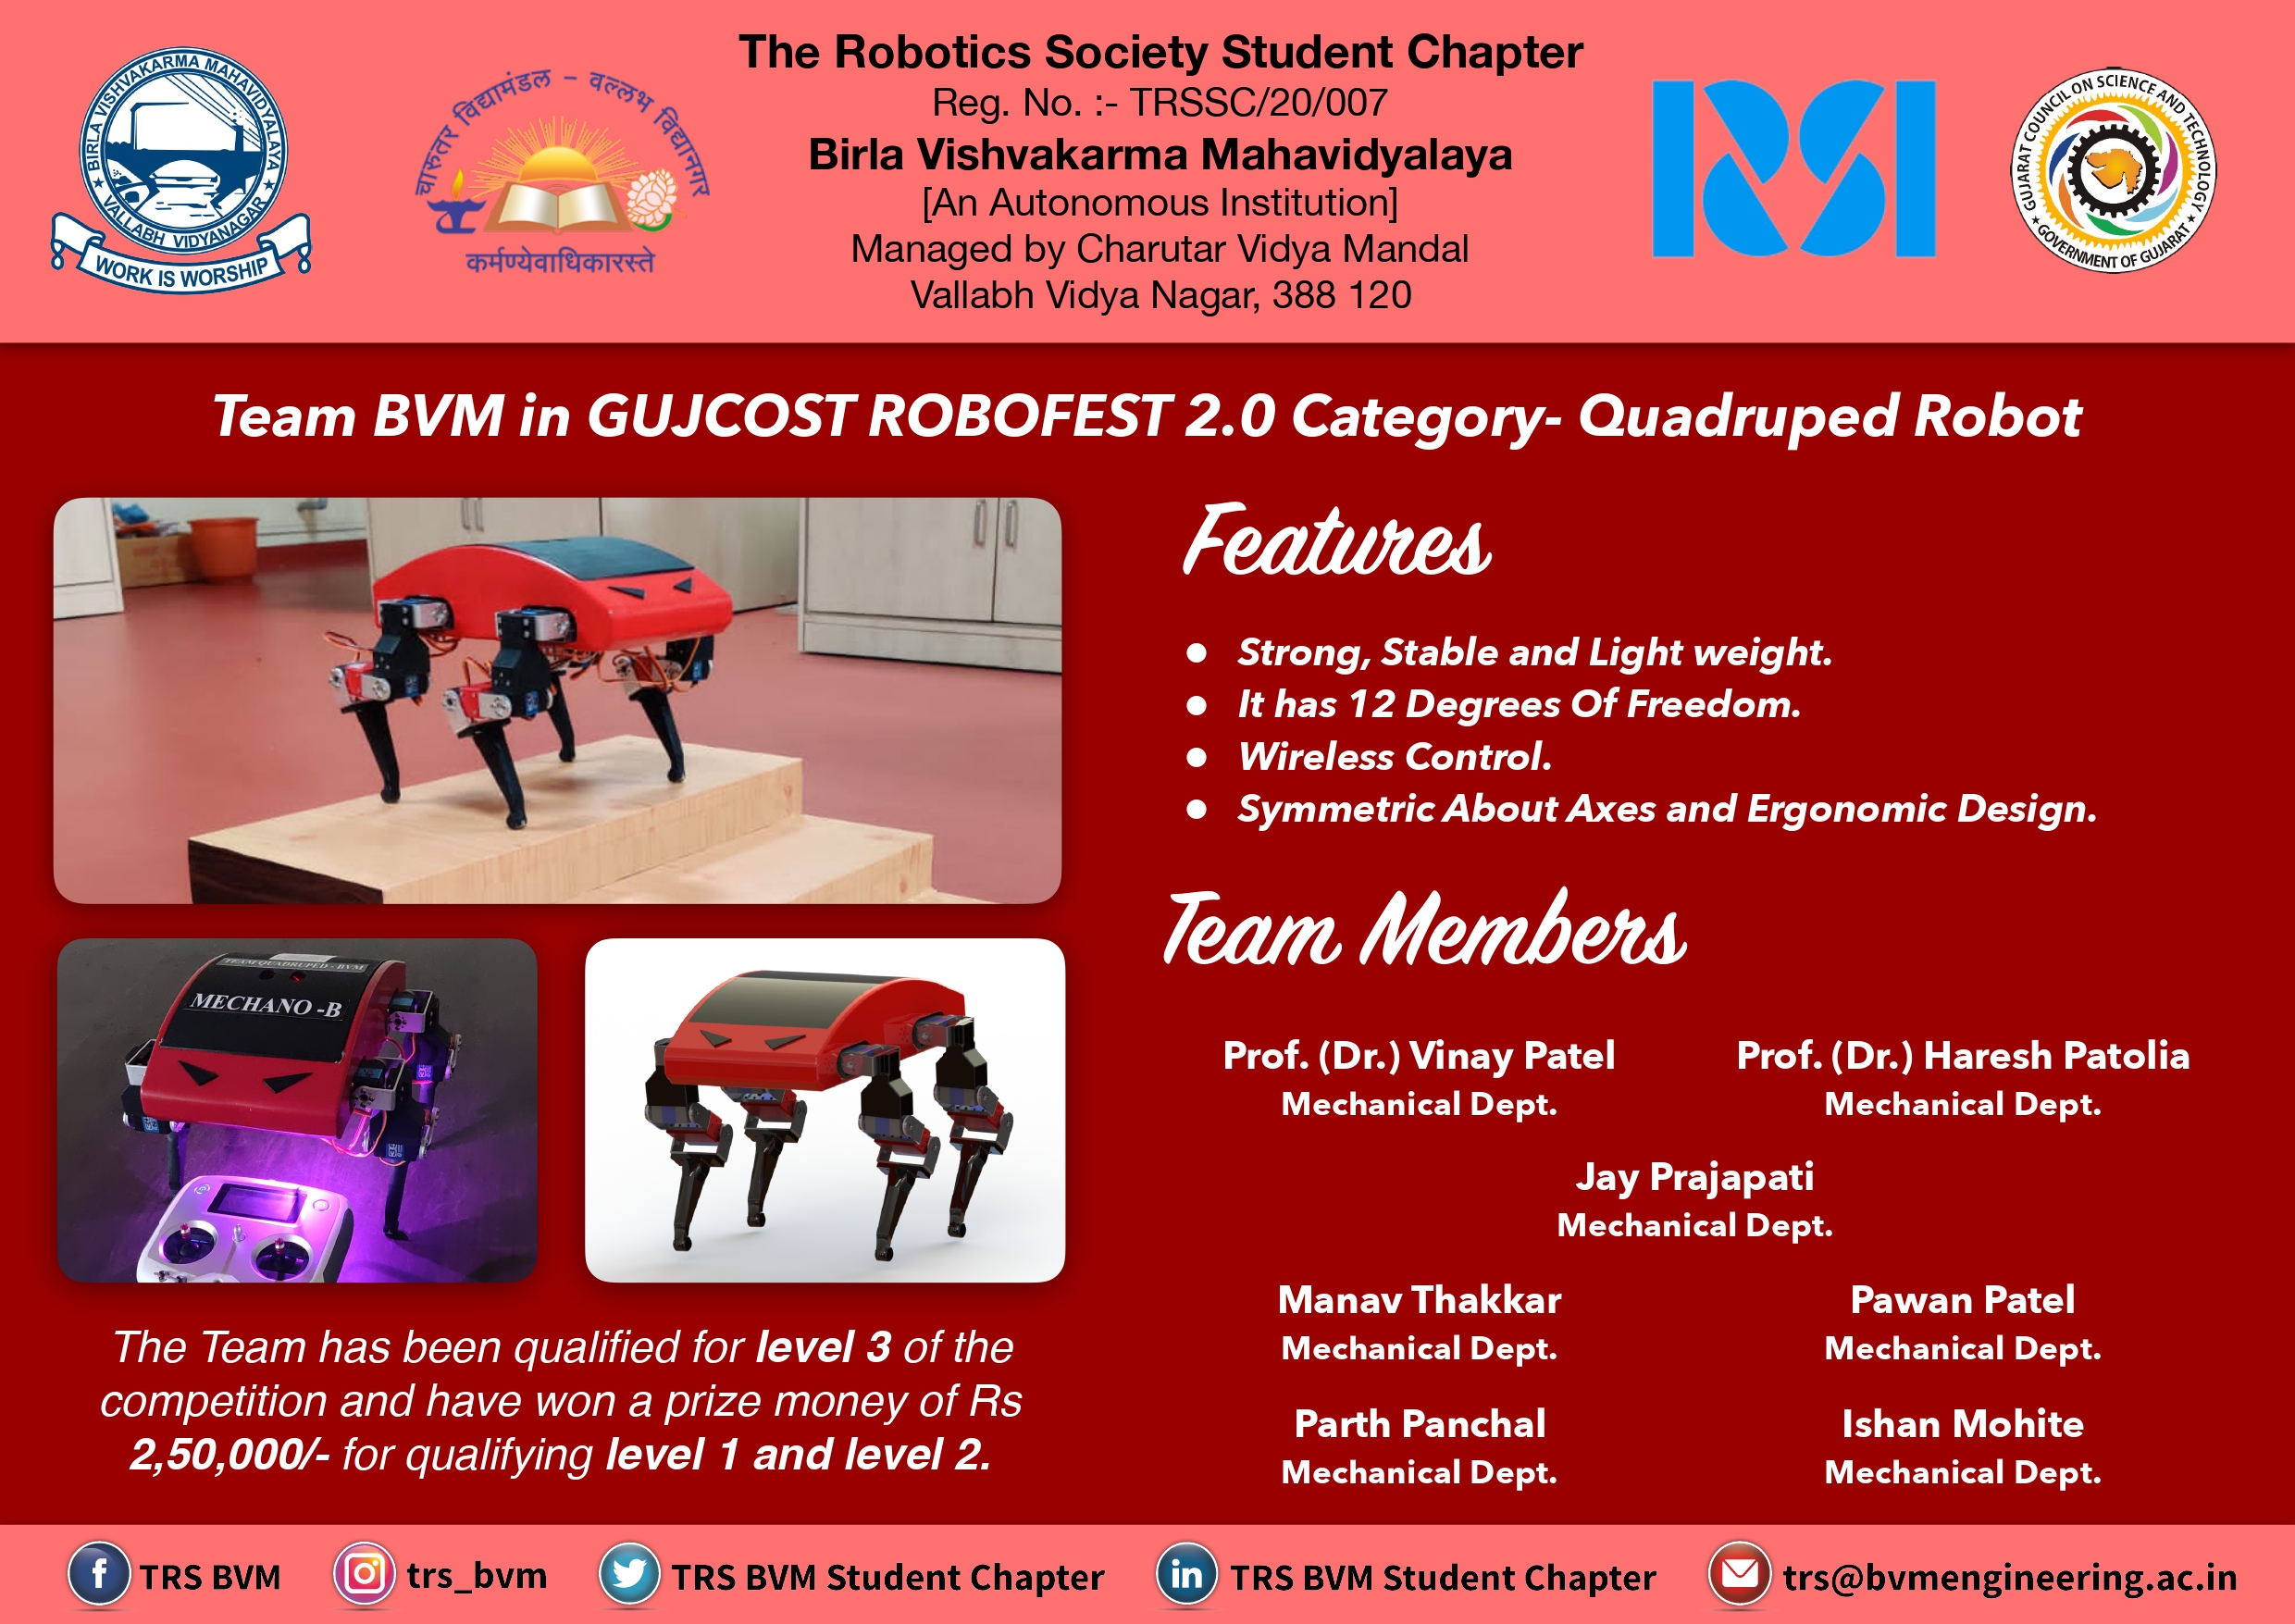 BIRLA VISHVAKARMA MAHAVIDYALAYA
★ VALLABH VIDYANAGAR ★
WORK IS WORSHIP
चारुतर विद्यामंडल - वल्लभ विद्यानगर
कर्मण्येवाधिकारस्ते
The Robotics Society Student Chapter
Reg. No. :- TRSSC/20/007
Birla Vishvakarma Mahavidyalaya
[An Autonomous Institution]
Managed by Charutar Vidya Mandal
Vallabh Vidya Nagar, 388 120
RSI
GUJARAT COUNCIL ON SCIENCE AND TECHNOLOGY
★ GOVERNMENT OF GUJARAT ★
Team BVM in GUJCOST ROBOFEST 2.0 Category- Quadruped Robot
Features
● Strong, Stable and Light weight.
● It has 12 Degrees Of Freedom.
● Wireless Control.
● Symmetric About Axes and Ergonomic Design.
TEAM QUADRUPED - BVM
MECHANO -B
The Team has been qualified for level 3 of the
competition and have won a prize money of Rs
2,50,000/- for qualifying level 1 and level 2.
Team Members
Prof. (Dr.) Vinay Patel
Mechanical Dept.
Prof. (Dr.) Haresh Patolia
Mechanical Dept.
Jay Prajapati
Mechanical Dept.
Manav Thakkar
Mechanical Dept.
Pawan Patel
Mechanical Dept.
Parth Panchal
Mechanical Dept.
Ishan Mohite
Mechanical Dept.
TRS BVM
trs_bvm
TRS BVM Student Chapter
TRS BVM Student Chapter
trs@bvmengineering.ac.in